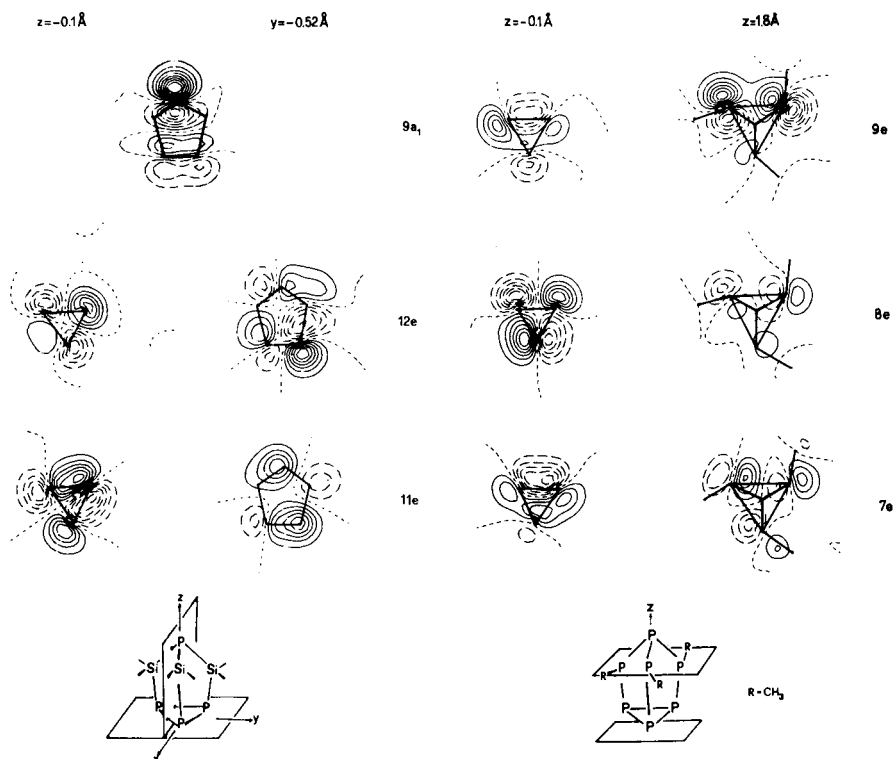 z=−0.1Å y=−0.52Å z=−0.1Å z=1.8Å
9a₁ 9e
12e 8e
11e 7e
z
P
Si Si Si
P P
P
y
z
P
R
P P P
R R
P P
P
R=CH₃